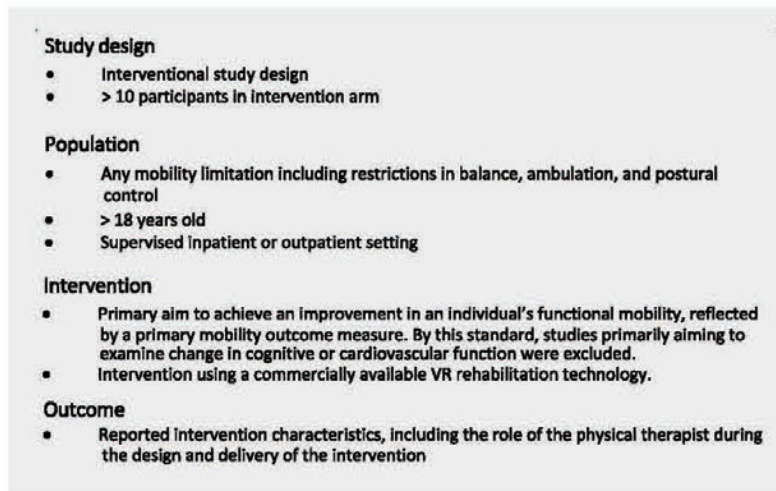 Study design
• Interventional study design
• > 10 participants in intervention arm
Population
• Any mobility limitation including restrictions in balance, ambulation, and postural
control
• > 18 years old
• Supervised inpatient or outpatient setting
Intervention
• Primary aim to achieve an improvement in an individual's functional mobility, reflected
by a primary mobility outcome measure. By this standard, studies primarily aiming to
examine change in cognitive or cardiovascular function were excluded.
• Intervention using a commercially available VR rehabilitation technology.
Outcome
• Reported intervention characteristics, including the role of the physical therapist during
the design and delivery of the intervention